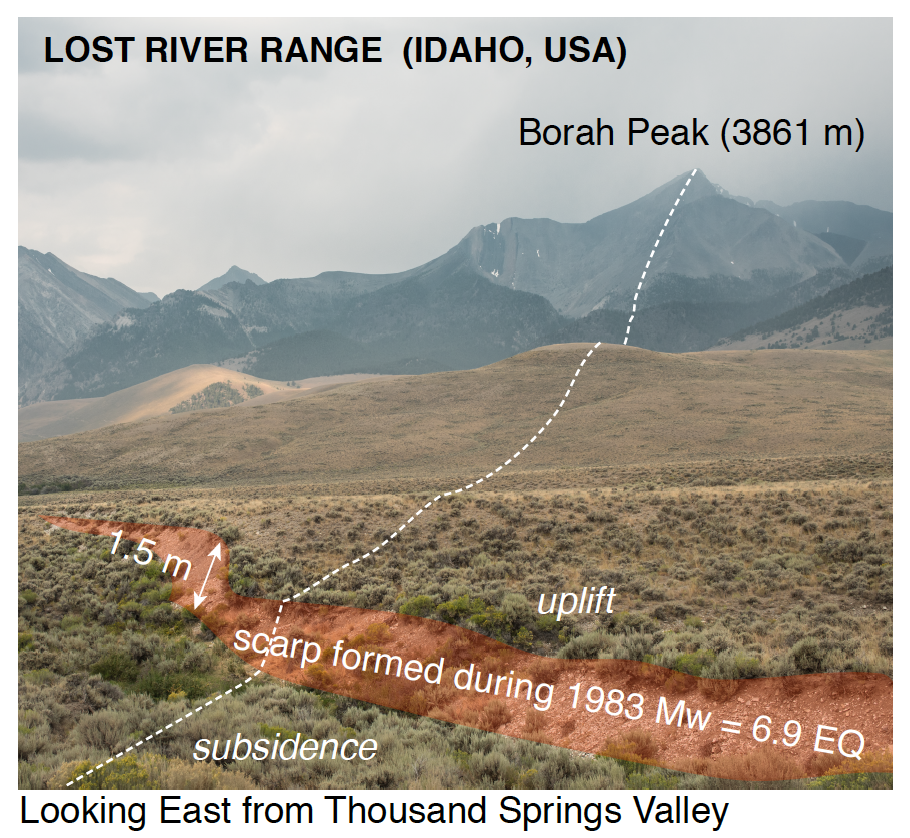 LOST RIVER RANGE (IDAHO, USA)
Borah Peak (3861 m)
1.5 m
uplift
scarp formed during 1983 Mw = 6.9 EQ
subsidence
Looking East from Thousand Springs Valley